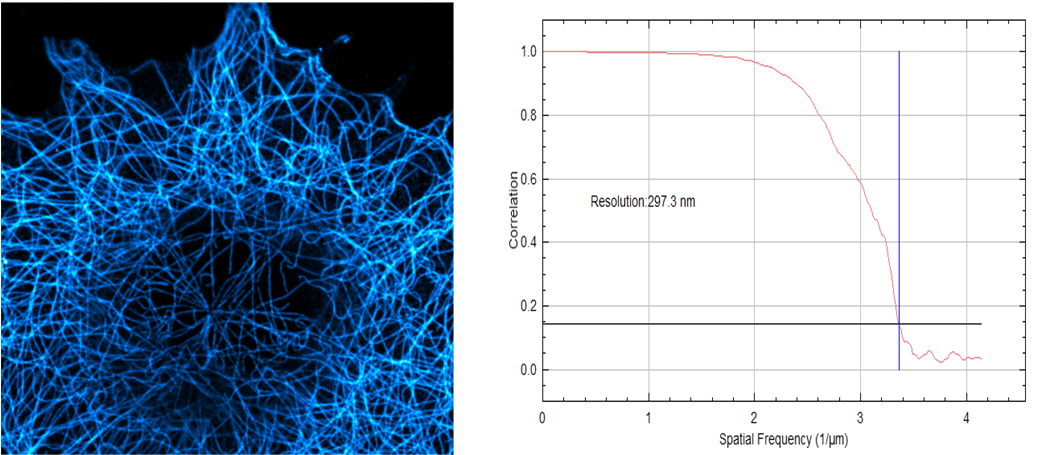 1.0
0.8
0.6
0.4
0.2
0.0
Correlation
Resolution:297.3 nm
0 1 2 3 4
Spatial Frequency (1/μm)